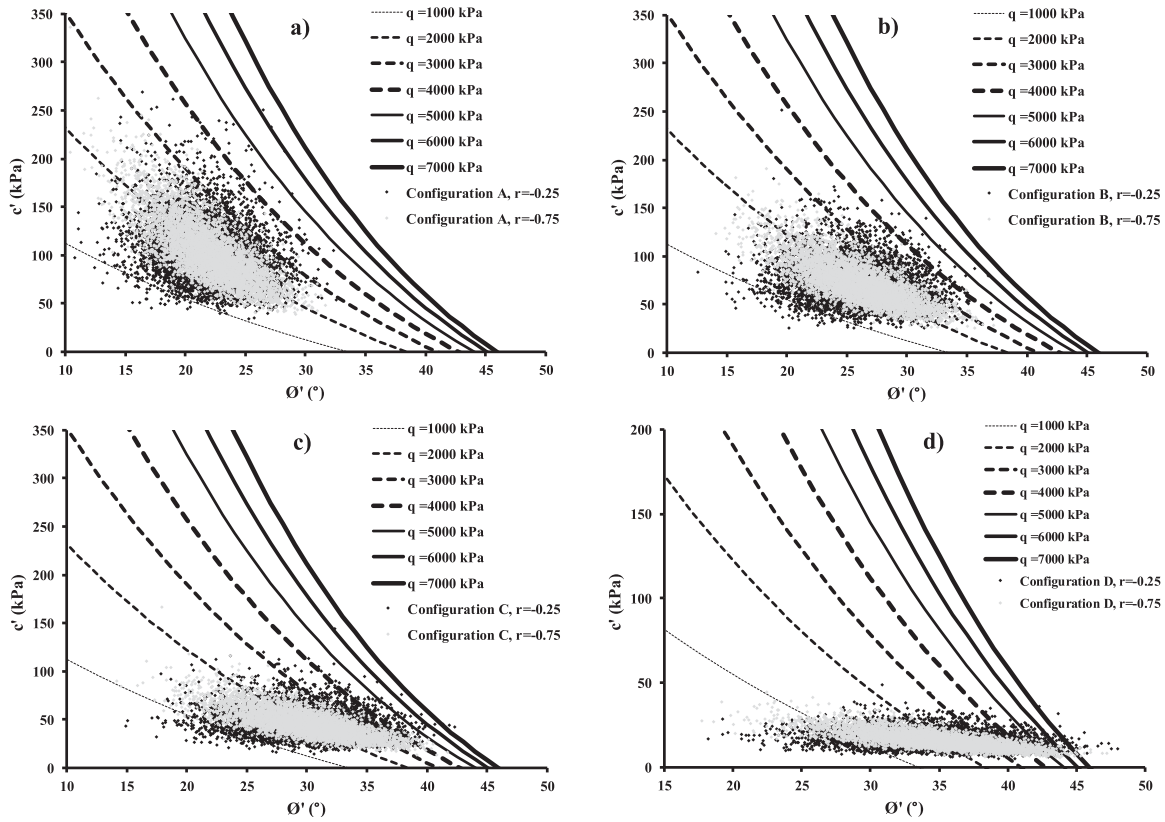 a)
350
300
250
200
150
100
50
0
c' (kPa)
10 15 20 25 30 35 40 45 50
Ø' (°)
q =1000 kPa
q =2000 kPa
q =3000 kPa
q =4000 kPa
q =5000 kPa
q =6000 kPa
q =7000 kPa
Configuration A, r=-0.25
Configuration A, r=-0.75
b)
350
300
250
200
150
100
50
0
c' (kPa)
10 15 20 25 30 35 40 45 50
Ø' (°)
q =1000 kPa
q =2000 kPa
q =3000 kPa
q =4000 kPa
q =5000 kPa
q =6000 kPa
q =7000 kPa
Configuration B, r=-0.25
Configuration B, r=-0.75
c)
350
300
250
200
150
100
50
0
c' (kPa)
10 15 20 25 30 35 40 45 50
Ø' (°)
q =1000 kPa
q =2000 kPa
q =3000 kPa
q =4000 kPa
q =5000 kPa
q =6000 kPa
q =7000 kPa
Configuration C, r=-0.25
Configuration C, r=-0.75
d)
200
150
100
50
0
c' (kPa)
15 20 25 30 35 40 45 50
Ø' (°)
q =1000 kPa
q =2000 kPa
q =3000 kPa
q =4000 kPa
q =5000 kPa
q =6000 kPa
q =7000 kPa
Configuration D, r=-0.25
Configuration D, r=-0.75